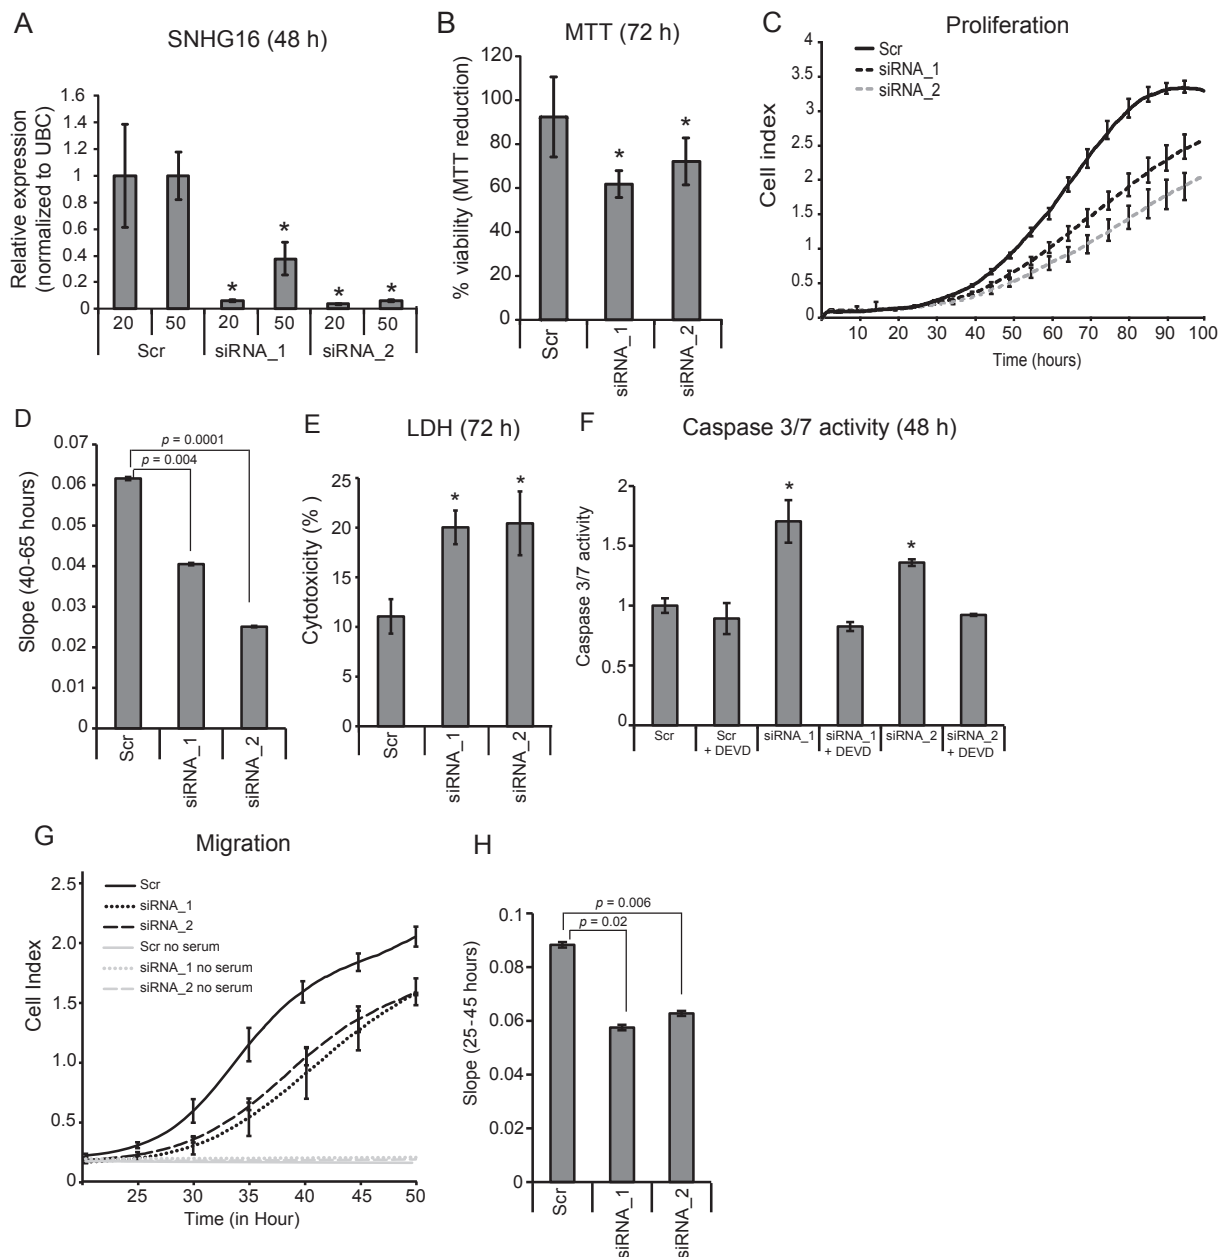 A
SNHG16 (48 h)
Relative expression
(normalized to UBC)
1.6
1.4
1.2
1
0.8
0.6
0.4
0.2
0
* * * *
20 50 20 50 20 50
Scr siRNA_1 siRNA_2
B
MTT (72 h)
% viability (MTT reduction)
120
100
80
60
40
20
0
* *
Scr siRNA_1 siRNA_2
C
Proliferation
Scr
siRNA_1
siRNA_2
Cell index
4
3.5
3
2.5
2
1.5
1
0.5
0
10 20 30 40 50 60 70 80 90 100
Time (hours)
D
Slope (40-65 hours)
0.07
0.06
0.05
0.04
0.03
0.02
0.01
0
p = 0.0001
p = 0.004
Scr siRNA_1 siRNA_2
E
LDH (72 h)
Cytotoxicity (% )
25
20
15
10
5
0
* *
Scr siRNA_1 siRNA_2
F
Caspase 3/7 activity (48 h)
Caspase 3/7 activity
2
1.5
1
0.5
0
* *
Scr Scr siRNA_1 siRNA_1 siRNA_2 siRNA_2
+ DEVD + DEVD + DEVD
G
Migration
Scr
siRNA_1
siRNA_2
Scr no serum
siRNA_1 no serum
siRNA_2 no serum
Cell Index
2.5
2.0
1.5
1.0
0.5
0
25 30 35 40 45 50
Time (in Hour)
H
Slope (25-45 hours)
0.1
0.08
0.06
0.04
0.02
0
p = 0.006
p = 0.02
Scr siRNA_1 siRNA_2